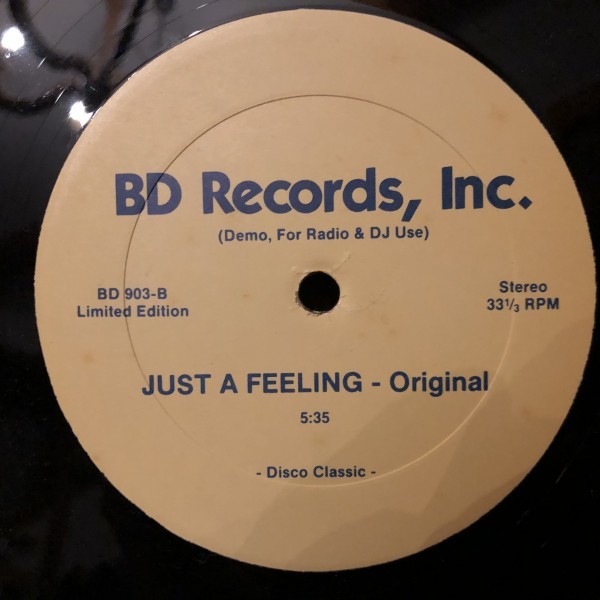 BD Records, Inc.
(Demo, For Radio & DJ Use)
BD 903-B
Limited Edition
Stereo
33⅓ RPM
JUST A FEELING - Original
5:35
- Disco Classic -